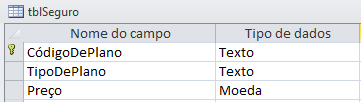 tblSeguro
Nome do campo Tipo de dados
CódigoDePlano Texto
TipoDePlano Texto
Preço Moeda